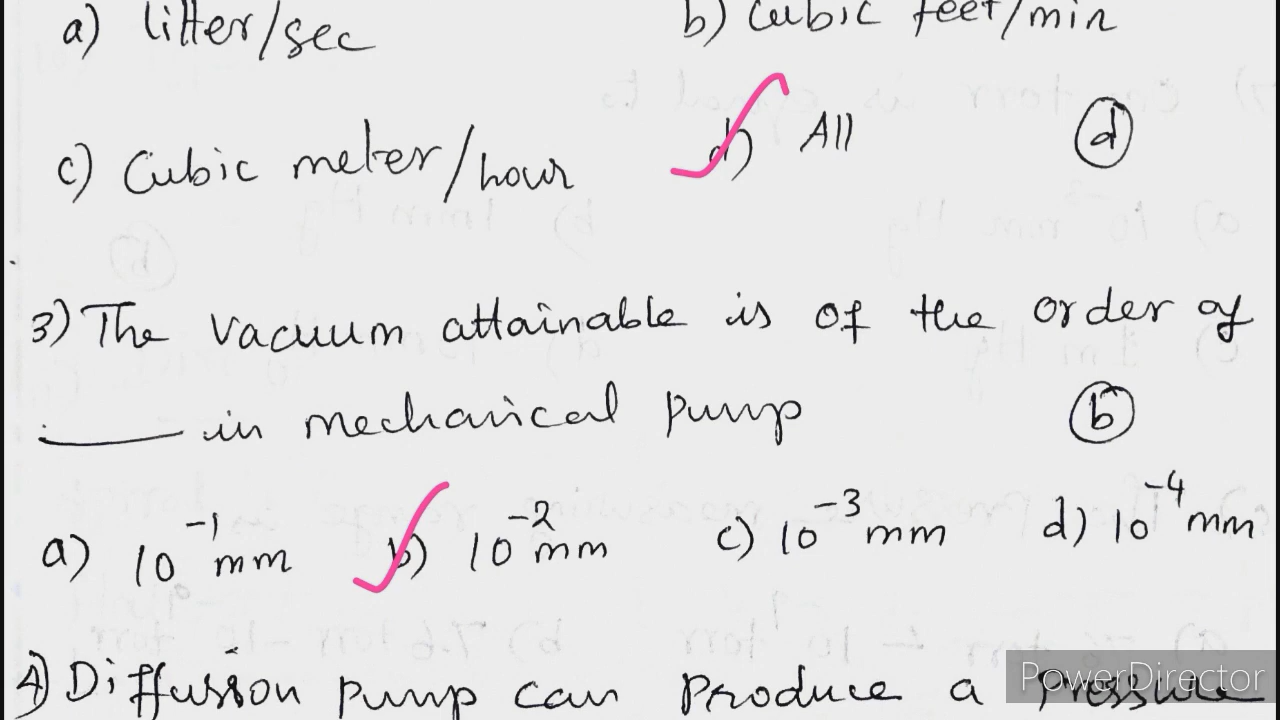 a) litter/sec b) Cubic feet/min
c) Cubic meter/hour d) All d
3) The vacuum attainable is of the order of
___ in mechanical pump b
a) 10⁻¹ mm b) 10⁻² mm c) 10⁻³ mm d) 10⁻⁴ mm
4) Diffusion pump can produce a pressure
PowerDirector